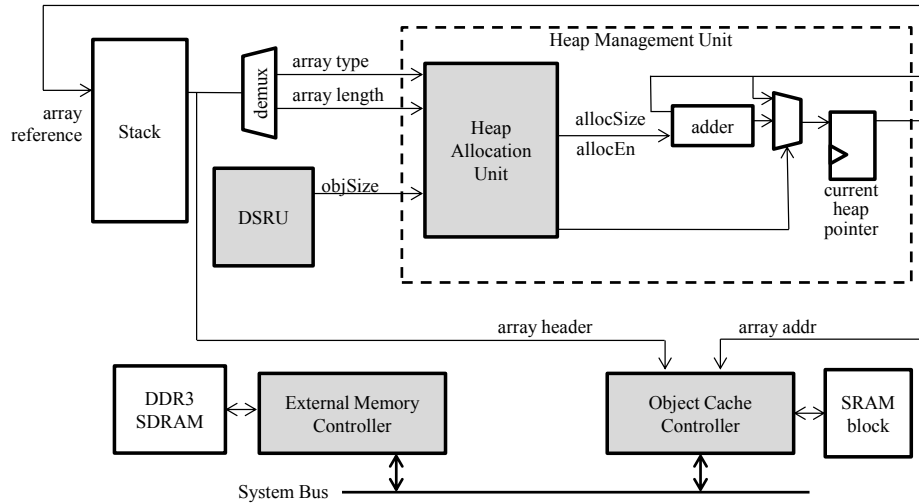 Heap Management Unit
array reference
Stack
demux
array type
array length
Heap
Allocation
Unit
allocSize
allocEn
adder
current
heap
pointer
DSRU
objSize
array header
array addr
DDR3
SDRAM
External Memory
Controller
Object Cache
Controller
SRAM
block
System Bus